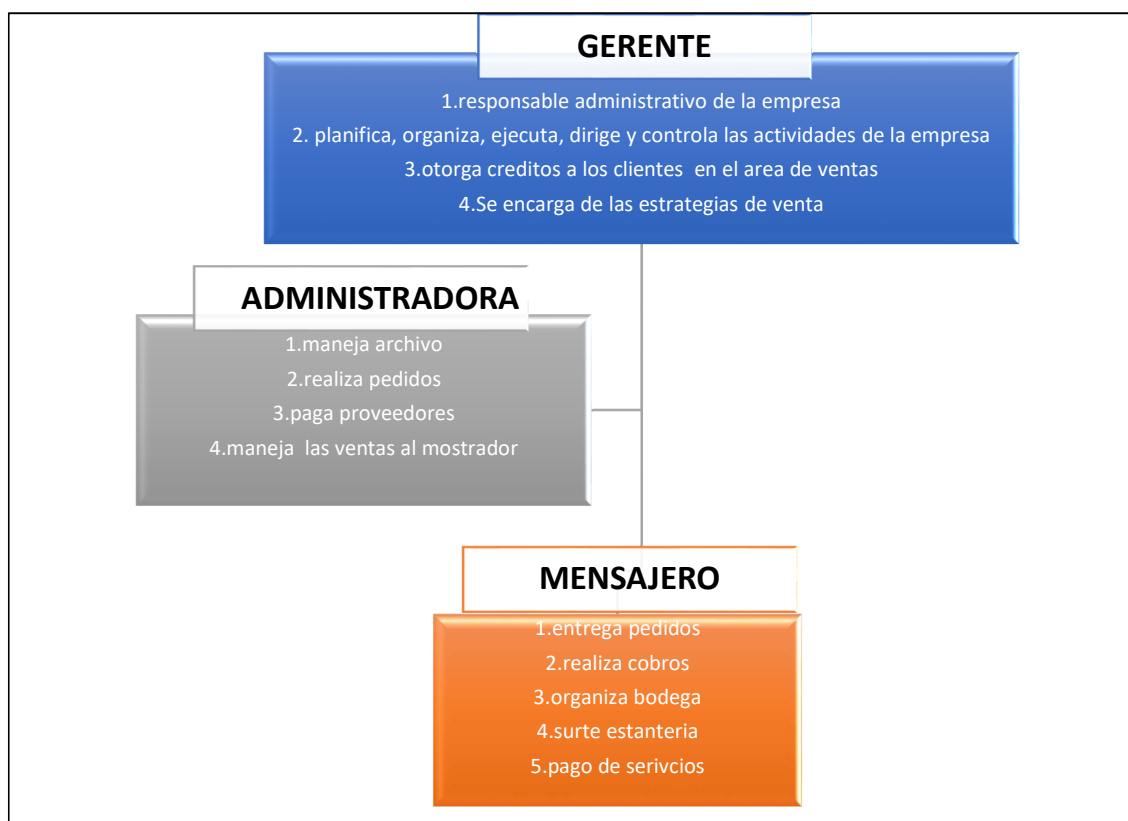 GERENTE
1.responsable administrativo de la empresa
2. planifica, organiza, ejecuta, dirige y controla las actividades de la empresa
3.otorga creditos a los clientes en el area de ventas
4.Se encarga de las estrategias de venta
ADMINISTRADORA
1.maneja archivo
2.realiza pedidos
3.paga proveedores
4.maneja las ventas al mostrador
MENSAJERO
1.entrega pedidos
2.realiza cobros
3.organiza bodega
4.surte estanteria
5.pago de serivcios